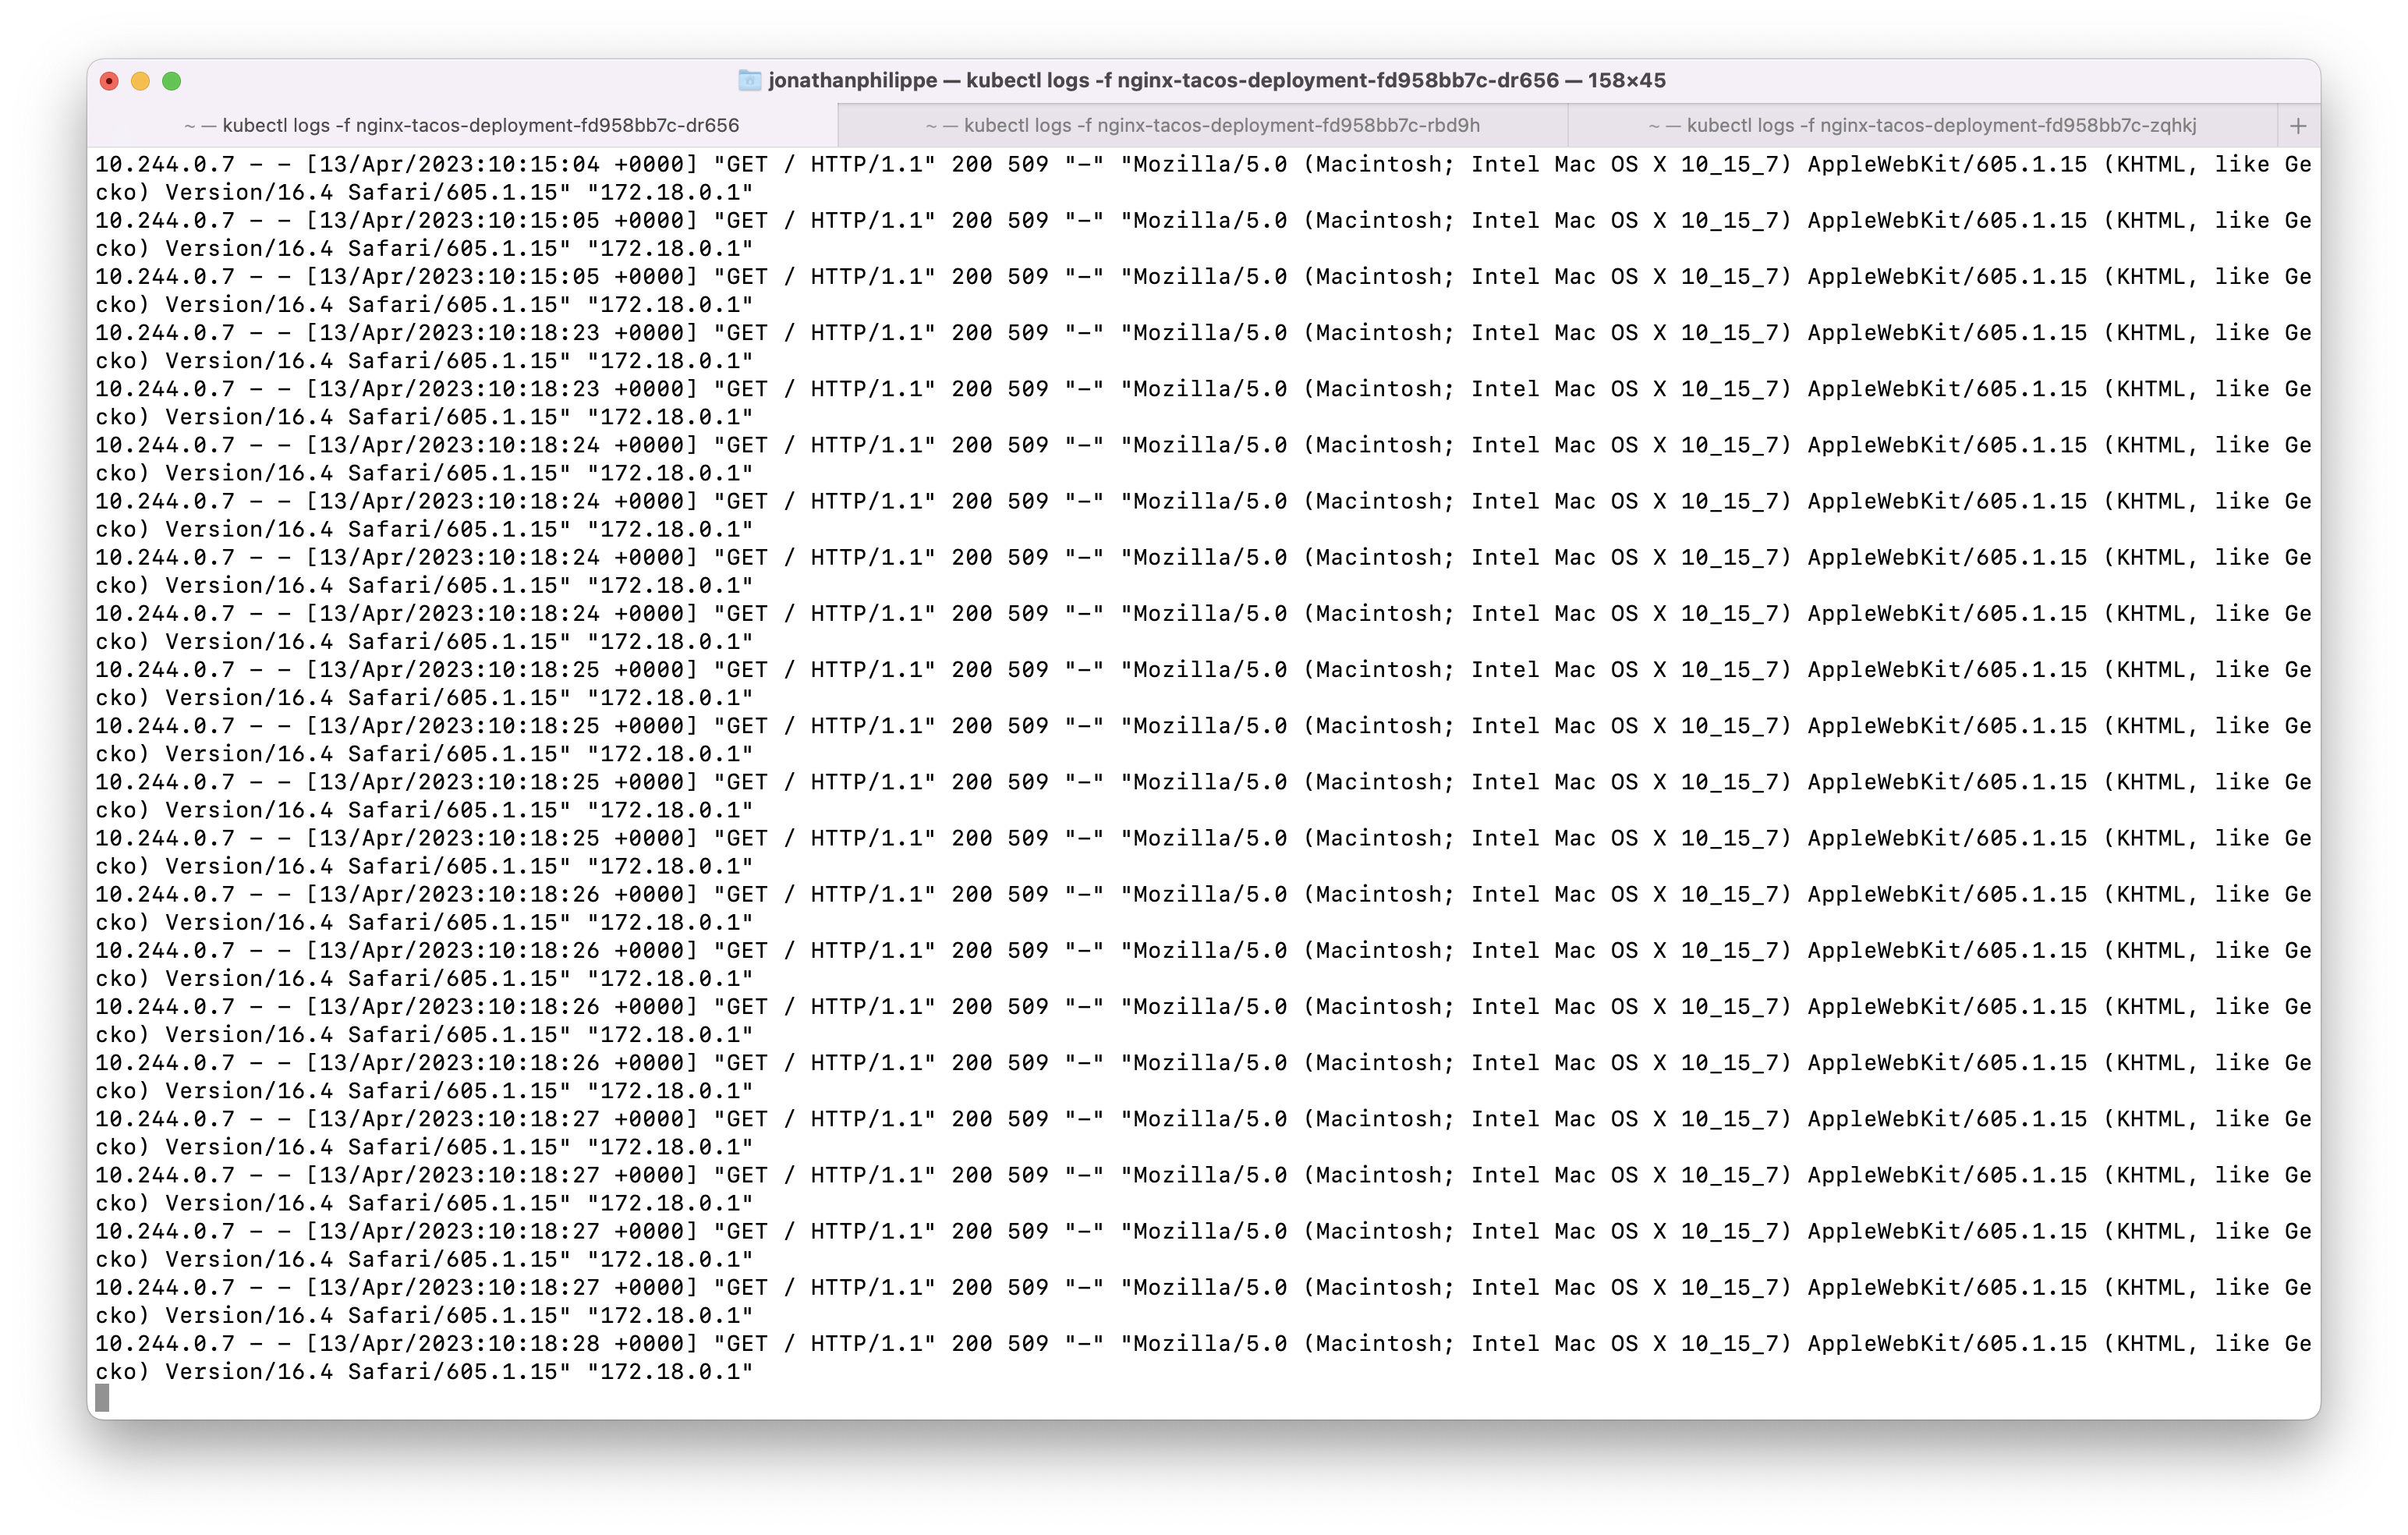 jonathanphilippe — kubectl logs -f nginx-tacos-deployment-fd958bb7c-dr656 — 158×45
~ — kubectl logs -f nginx-tacos-deployment-fd958bb7c-dr656
~ — kubectl logs -f nginx-tacos-deployment-fd958bb7c-rbd9h
~ — kubectl logs -f nginx-tacos-deployment-fd958bb7c-zqhkj
+
10.244.0.7 - - [13/Apr/2023:10:15:04 +0000] "GET / HTTP/1.1" 200 509 "-" "Mozilla/5.0 (Macintosh; Intel Mac OS X 10_15_7) AppleWebKit/605.1.15 (KHTML, like Ge
cko) Version/16.4 Safari/605.1.15" "172.18.0.1"
10.244.0.7 - - [13/Apr/2023:10:15:05 +0000] "GET / HTTP/1.1" 200 509 "-" "Mozilla/5.0 (Macintosh; Intel Mac OS X 10_15_7) AppleWebKit/605.1.15 (KHTML, like Ge
cko) Version/16.4 Safari/605.1.15" "172.18.0.1"
10.244.0.7 - - [13/Apr/2023:10:15:05 +0000] "GET / HTTP/1.1" 200 509 "-" "Mozilla/5.0 (Macintosh; Intel Mac OS X 10_15_7) AppleWebKit/605.1.15 (KHTML, like Ge
cko) Version/16.4 Safari/605.1.15" "172.18.0.1"
10.244.0.7 - - [13/Apr/2023:10:18:23 +0000] "GET / HTTP/1.1" 200 509 "-" "Mozilla/5.0 (Macintosh; Intel Mac OS X 10_15_7) AppleWebKit/605.1.15 (KHTML, like Ge
cko) Version/16.4 Safari/605.1.15" "172.18.0.1"
10.244.0.7 - - [13/Apr/2023:10:18:23 +0000] "GET / HTTP/1.1" 200 509 "-" "Mozilla/5.0 (Macintosh; Intel Mac OS X 10_15_7) AppleWebKit/605.1.15 (KHTML, like Ge
cko) Version/16.4 Safari/605.1.15" "172.18.0.1"
10.244.0.7 - - [13/Apr/2023:10:18:24 +0000] "GET / HTTP/1.1" 200 509 "-" "Mozilla/5.0 (Macintosh; Intel Mac OS X 10_15_7) AppleWebKit/605.1.15 (KHTML, like Ge
cko) Version/16.4 Safari/605.1.15" "172.18.0.1"
10.244.0.7 - - [13/Apr/2023:10:18:24 +0000] "GET / HTTP/1.1" 200 509 "-" "Mozilla/5.0 (Macintosh; Intel Mac OS X 10_15_7) AppleWebKit/605.1.15 (KHTML, like Ge
cko) Version/16.4 Safari/605.1.15" "172.18.0.1"
10.244.0.7 - - [13/Apr/2023:10:18:24 +0000] "GET / HTTP/1.1" 200 509 "-" "Mozilla/5.0 (Macintosh; Intel Mac OS X 10_15_7) AppleWebKit/605.1.15 (KHTML, like Ge
cko) Version/16.4 Safari/605.1.15" "172.18.0.1"
10.244.0.7 - - [13/Apr/2023:10:18:24 +0000] "GET / HTTP/1.1" 200 509 "-" "Mozilla/5.0 (Macintosh; Intel Mac OS X 10_15_7) AppleWebKit/605.1.15 (KHTML, like Ge
cko) Version/16.4 Safari/605.1.15" "172.18.0.1"
10.244.0.7 - - [13/Apr/2023:10:18:25 +0000] "GET / HTTP/1.1" 200 509 "-" "Mozilla/5.0 (Macintosh; Intel Mac OS X 10_15_7) AppleWebKit/605.1.15 (KHTML, like Ge
cko) Version/16.4 Safari/605.1.15" "172.18.0.1"
10.244.0.7 - - [13/Apr/2023:10:18:25 +0000] "GET / HTTP/1.1" 200 509 "-" "Mozilla/5.0 (Macintosh; Intel Mac OS X 10_15_7) AppleWebKit/605.1.15 (KHTML, like Ge
cko) Version/16.4 Safari/605.1.15" "172.18.0.1"
10.244.0.7 - - [13/Apr/2023:10:18:25 +0000] "GET / HTTP/1.1" 200 509 "-" "Mozilla/5.0 (Macintosh; Intel Mac OS X 10_15_7) AppleWebKit/605.1.15 (KHTML, like Ge
cko) Version/16.4 Safari/605.1.15" "172.18.0.1"
10.244.0.7 - - [13/Apr/2023:10:18:25 +0000] "GET / HTTP/1.1" 200 509 "-" "Mozilla/5.0 (Macintosh; Intel Mac OS X 10_15_7) AppleWebKit/605.1.15 (KHTML, like Ge
cko) Version/16.4 Safari/605.1.15" "172.18.0.1"
10.244.0.7 - - [13/Apr/2023:10:18:26 +0000] "GET / HTTP/1.1" 200 509 "-" "Mozilla/5.0 (Macintosh; Intel Mac OS X 10_15_7) AppleWebKit/605.1.15 (KHTML, like Ge
cko) Version/16.4 Safari/605.1.15" "172.18.0.1"
10.244.0.7 - - [13/Apr/2023:10:18:26 +0000] "GET / HTTP/1.1" 200 509 "-" "Mozilla/5.0 (Macintosh; Intel Mac OS X 10_15_7) AppleWebKit/605.1.15 (KHTML, like Ge
cko) Version/16.4 Safari/605.1.15" "172.18.0.1"
10.244.0.7 - - [13/Apr/2023:10:18:26 +0000] "GET / HTTP/1.1" 200 509 "-" "Mozilla/5.0 (Macintosh; Intel Mac OS X 10_15_7) AppleWebKit/605.1.15 (KHTML, like Ge
cko) Version/16.4 Safari/605.1.15" "172.18.0.1"
10.244.0.7 - - [13/Apr/2023:10:18:26 +0000] "GET / HTTP/1.1" 200 509 "-" "Mozilla/5.0 (Macintosh; Intel Mac OS X 10_15_7) AppleWebKit/605.1.15 (KHTML, like Ge
cko) Version/16.4 Safari/605.1.15" "172.18.0.1"
10.244.0.7 - - [13/Apr/2023:10:18:27 +0000] "GET / HTTP/1.1" 200 509 "-" "Mozilla/5.0 (Macintosh; Intel Mac OS X 10_15_7) AppleWebKit/605.1.15 (KHTML, like Ge
cko) Version/16.4 Safari/605.1.15" "172.18.0.1"
10.244.0.7 - - [13/Apr/2023:10:18:27 +0000] "GET / HTTP/1.1" 200 509 "-" "Mozilla/5.0 (Macintosh; Intel Mac OS X 10_15_7) AppleWebKit/605.1.15 (KHTML, like Ge
cko) Version/16.4 Safari/605.1.15" "172.18.0.1"
10.244.0.7 - - [13/Apr/2023:10:18:27 +0000] "GET / HTTP/1.1" 200 509 "-" "Mozilla/5.0 (Macintosh; Intel Mac OS X 10_15_7) AppleWebKit/605.1.15 (KHTML, like Ge
cko) Version/16.4 Safari/605.1.15" "172.18.0.1"
10.244.0.7 - - [13/Apr/2023:10:18:27 +0000] "GET / HTTP/1.1" 200 509 "-" "Mozilla/5.0 (Macintosh; Intel Mac OS X 10_15_7) AppleWebKit/605.1.15 (KHTML, like Ge
cko) Version/16.4 Safari/605.1.15" "172.18.0.1"
10.244.0.7 - - [13/Apr/2023:10:18:28 +0000] "GET / HTTP/1.1" 200 509 "-" "Mozilla/5.0 (Macintosh; Intel Mac OS X 10_15_7) AppleWebKit/605.1.15 (KHTML, like Ge
cko) Version/16.4 Safari/605.1.15" "172.18.0.1"